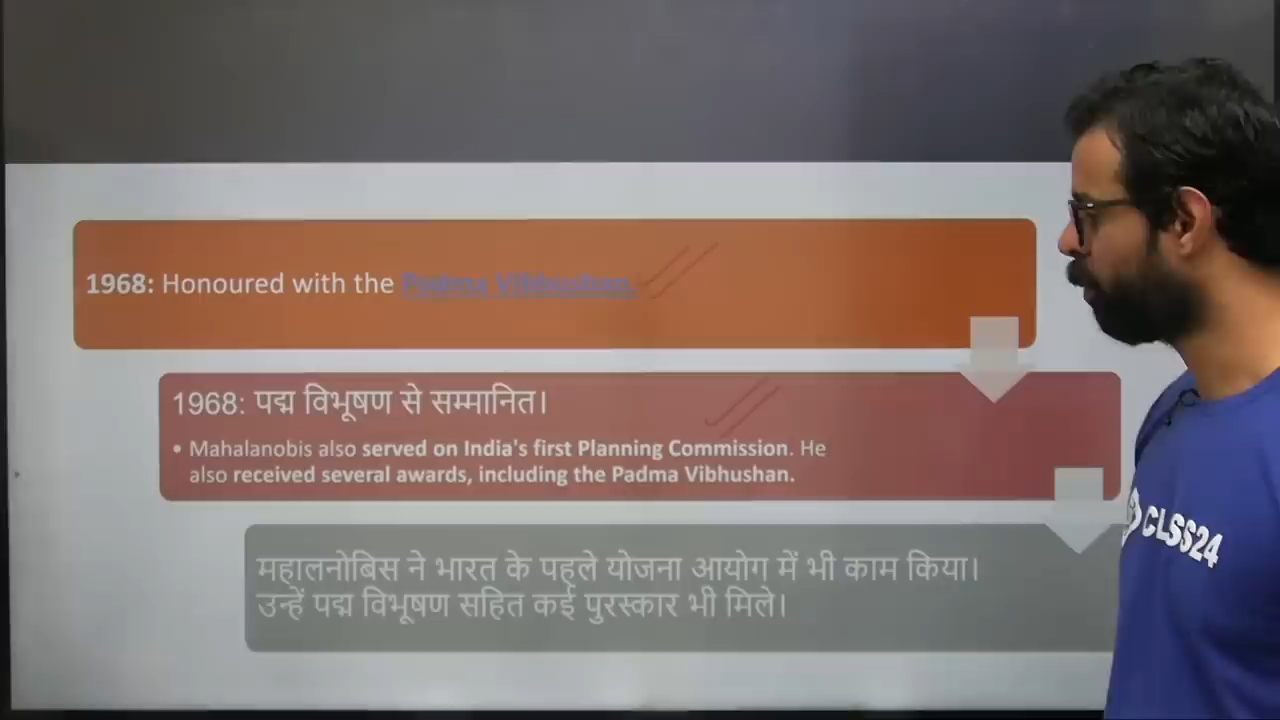 1968: Honoured with the Padma Vibhushan.
1968: पद्म विभूषण से सम्मानित।
• Mahalanobis also served on India's first Planning Commission. He
also received several awards, including the Padma Vibhushan.
महालनोबिस ने भारत के पहले योजना आयोग में भी काम किया।
उन्हें पद्म विभूषण सहित कई पुरस्कार भी मिले।
CLSS24